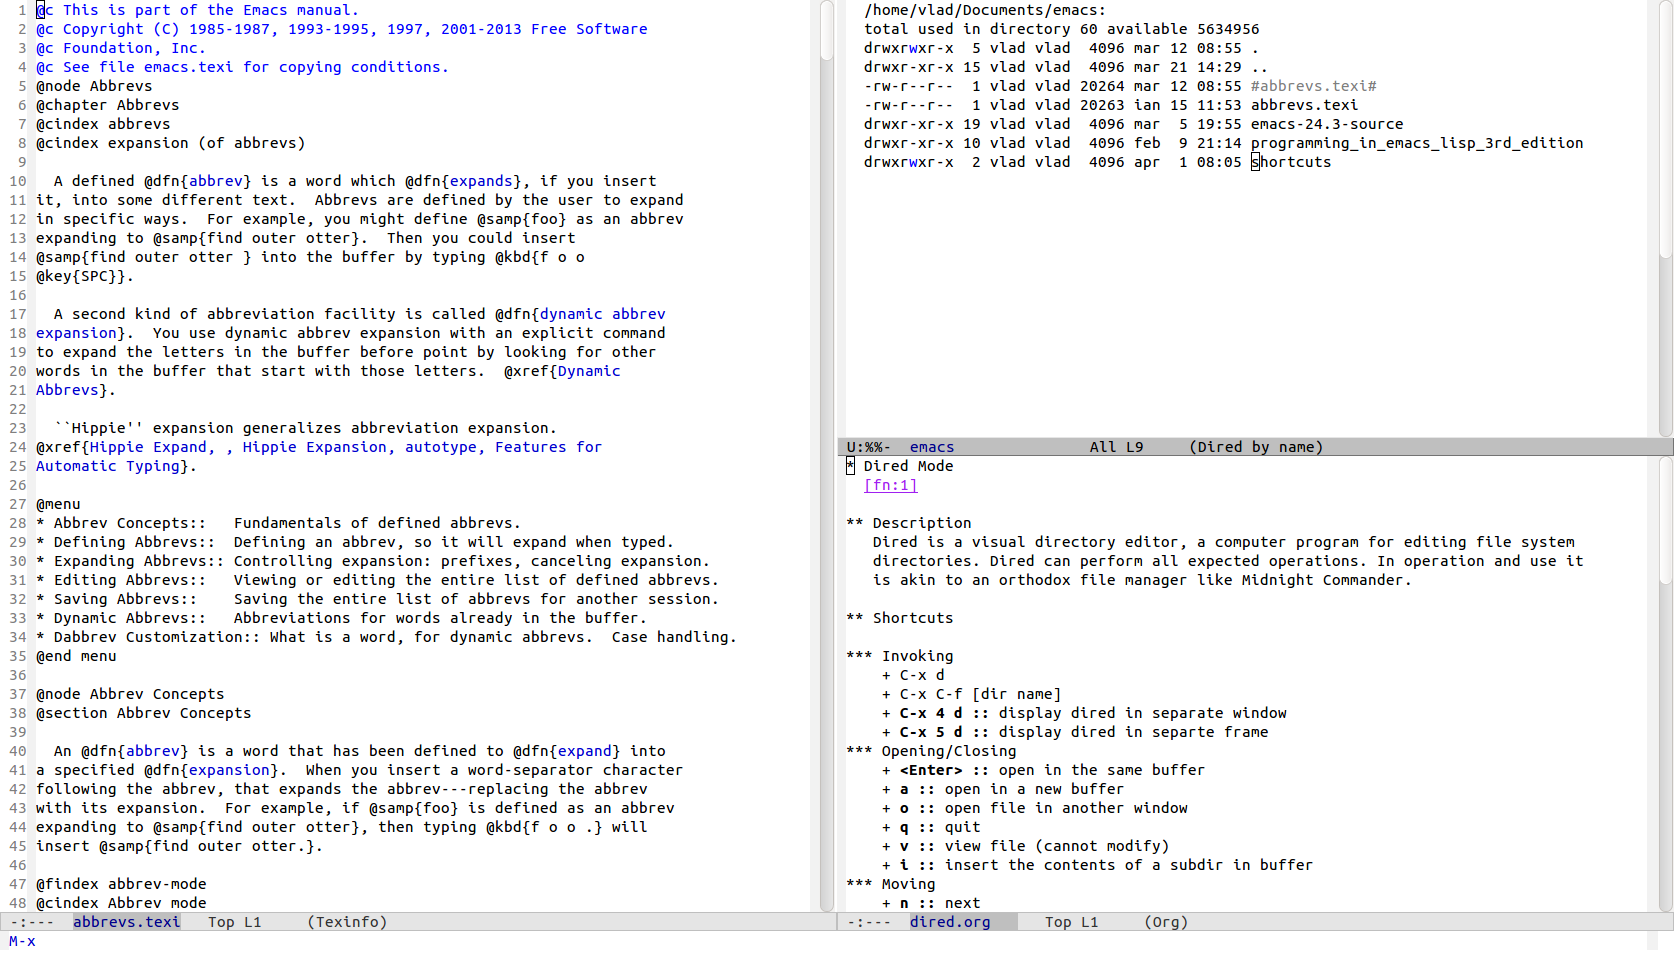 1 @c This is part of the Emacs manual.
2 @c Copyright (C) 1985-1987, 1993-1995, 1997, 2001-2013 Free Software
3 @c Foundation, Inc.
4 @c See file emacs.texi for copying conditions.
5 @node Abbrevs
6 @chapter Abbrevs
7 @cindex abbrevs
8 @cindex expansion (of abbrevs)
9
10   A defined @dfn{abbrev} is a word which @dfn{expands}, if you insert
11 it, into some different text.  Abbrevs are defined by the user to expand
12 in specific ways.  For example, you might define @samp{foo} as an abbrev
13 expanding to @samp{find outer otter}.  Then you could insert
14 @samp{find outer otter } into the buffer by typing @kbd{f o o
15 @key{SPC}}.
16
17   A second kind of abbreviation facility is called @dfn{dynamic abbrev
18 expansion}.  You use dynamic abbrev expansion with an explicit command
19 to expand the letters in the buffer before point by looking for other
20 words in the buffer that start with those letters.  @xref{Dynamic
21 Abbrevs}.
22
23   ``Hippie'' expansion generalizes abbreviation expansion.
24 @xref{Hippie Expand, , Hippie Expansion, autotype, Features for
25 Automatic Typing}.
26
27 @menu
28 * Abbrev Concepts::   Fundamentals of defined abbrevs.
29 * Defining Abbrevs::  Defining an abbrev, so it will expand when typed.
30 * Expanding Abbrevs:: Controlling expansion: prefixes, canceling expansion.
31 * Editing Abbrevs::   Viewing or editing the entire list of defined abbrevs.
32 * Saving Abbrevs::    Saving the entire list of abbrevs for another session.
33 * Dynamic Abbrevs::   Abbreviations for words already in the buffer.
34 * Dabbrev Customization:: What is a word, for dynamic abbrevs.  Case handling.
35 @end menu
36
37 @node Abbrev Concepts
38 @section Abbrev Concepts
39
40   An @dfn{abbrev} is a word that has been defined to @dfn{expand} into
41 a specified @dfn{expansion}.  When you insert a word-separator character
42 following the abbrev, that expands the abbrev---replacing the abbrev
43 with its expansion.  For example, if @samp{foo} is defined as an abbrev
44 expanding to @samp{find outer otter}, then typing @kbd{f o o .} will
45 insert @samp{find outer otter.}.
46
47 @findex abbrev-mode
48 @cindex Abbrev mode
-:---  abbrevs.texi   Top L1     (Texinfo)
M-x
/home/vlad/Documents/emacs:
total used in directory 60 available 5634956
drwxrwxr-x  5 vlad vlad  4096 mar 12 08:55 .
drwxr-xr-x 15 vlad vlad  4096 mar 21 14:29 ..
-rw-r--r--  1 vlad vlad 20264 mar 12 08:55 #abbrevs.texi#
-rw-r--r--  1 vlad vlad 20263 ian 15 11:53 abbrevs.texi
drwxr-xr-x 19 vlad vlad  4096 mar  5 19:55 emacs-24.3-source
drwxr-xr-x 10 vlad vlad  4096 feb  9 21:14 programming_in_emacs_lisp_3rd_edition
drwxrwxr-x  2 vlad vlad  4096 apr  1 08:05 shortcuts
U:%%-  emacs               All L9     (Dired by name)
* Dired Mode
[fn:1]

** Description
Dired is a visual directory editor, a computer program for editing file system
directories. Dired can perform all expected operations. In operation and use it
is akin to an orthodox file manager like Midnight Commander.

** Shortcuts

*** Invoking
+ C-x d
+ C-x C-f [dir name]
+ C-x 4 d :: display dired in separate window
+ C-x 5 d :: display dired in separte frame
*** Opening/Closing
+ <Enter> :: open in the same buffer
+ a :: open in a new buffer
+ o :: open file in another window
+ q :: quit
+ v :: view file (cannot modify)
+ i :: insert the contents of a subdir in buffer
*** Moving
+ n :: next
-:---  dired.org      Top L1     (Org)